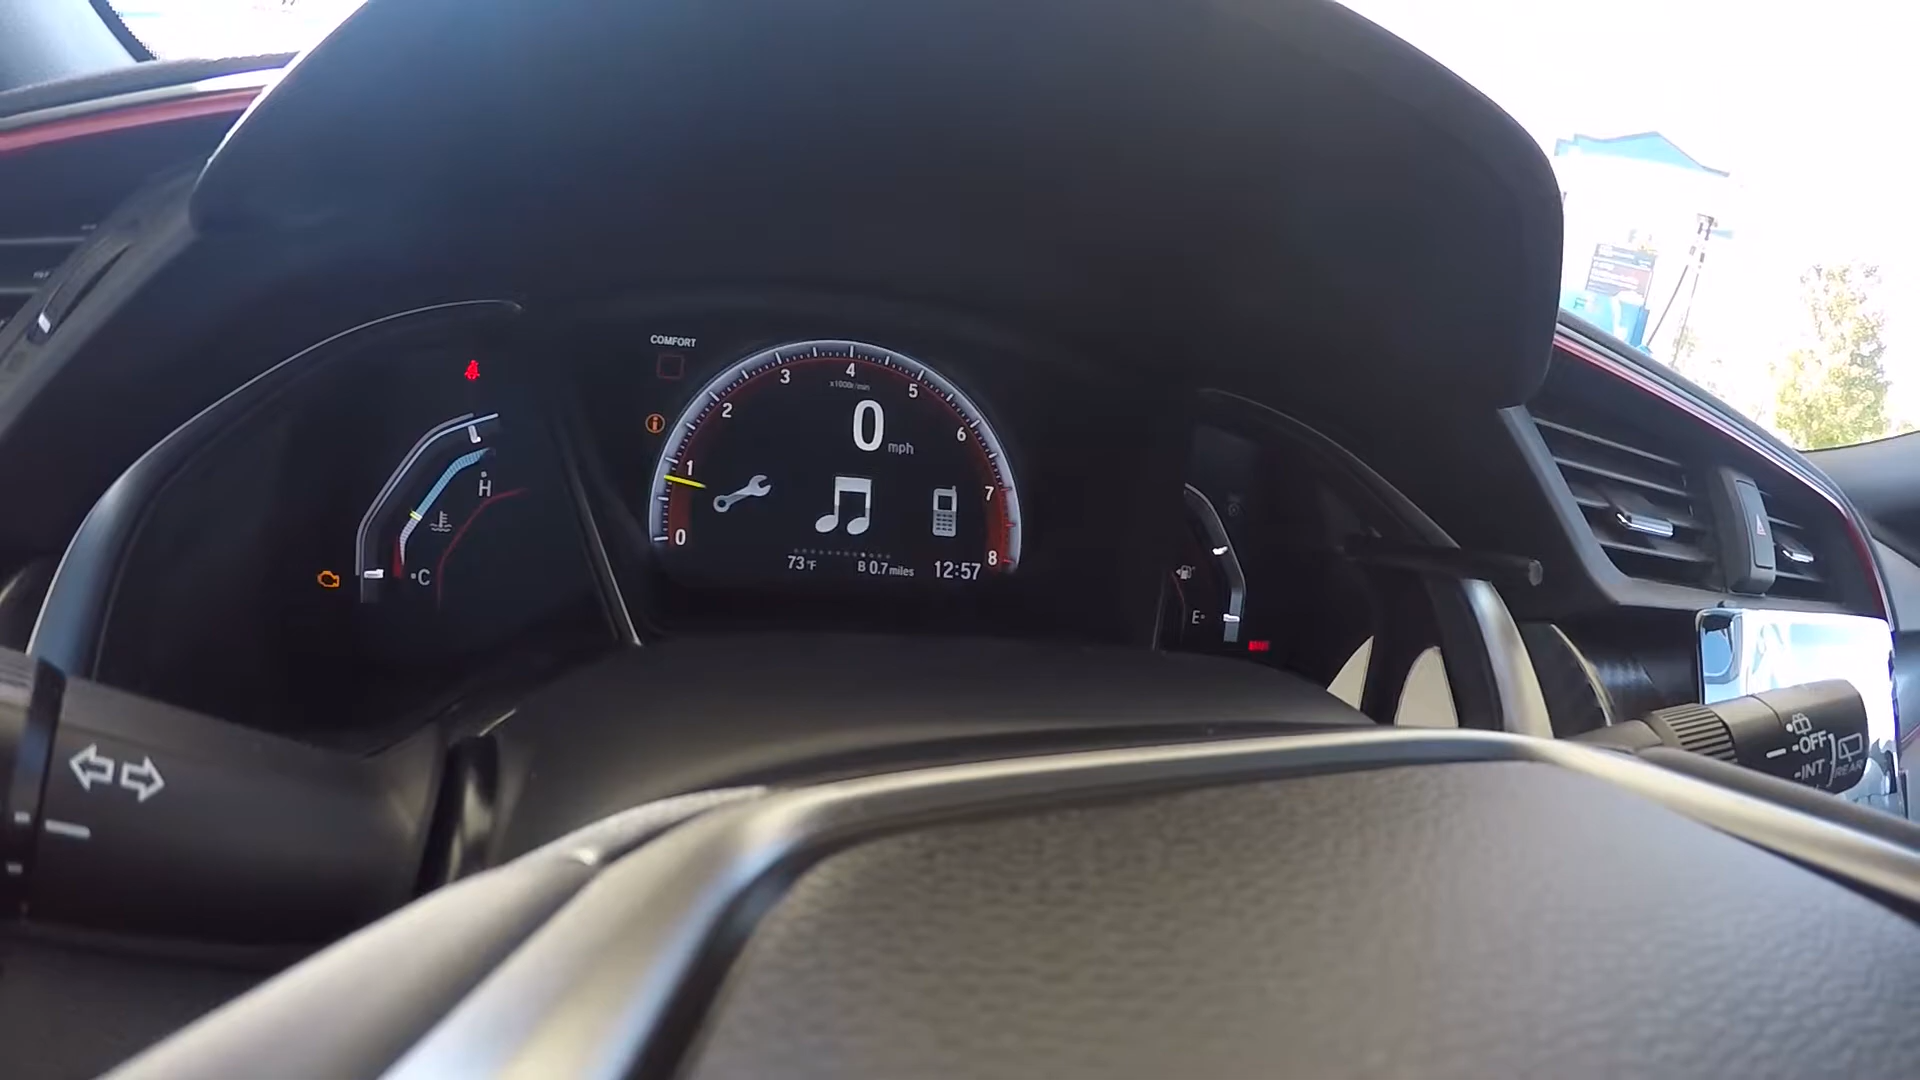 COMFORT
4
3
5
x1000r/min
2
0 mph
6
1
H
7
0
8
73°F
B 0.7 miles
12:57
C
E
OFF
INT
REAR